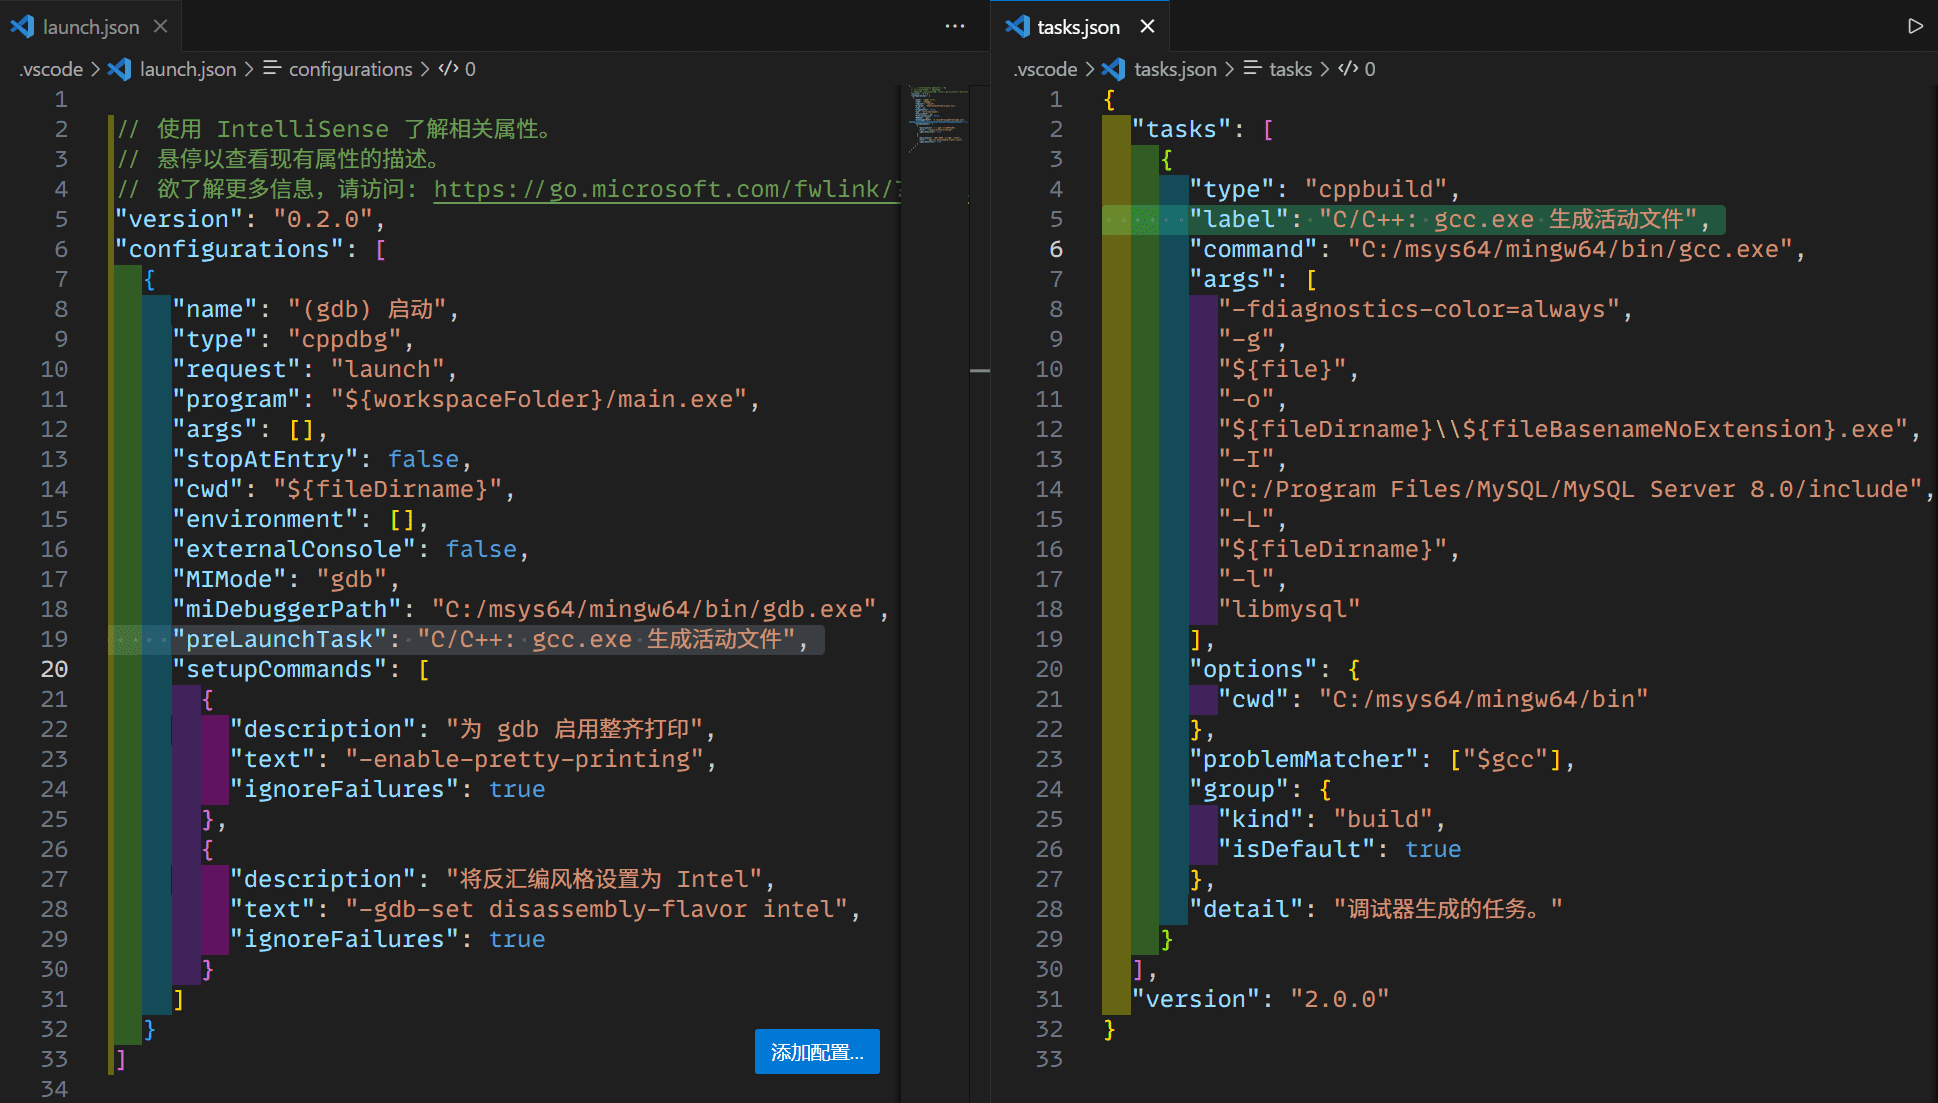 launch.json
.vscode > launch.json > configurations > 0
1
2 // 使用 IntelliSense 了解相关属性。
3 // 悬停以查看现有属性的描述。
4 // 欲了解更多信息，请访问: https://go.microsoft.com/fwlink/?
5 "version": "0.2.0",
6 "configurations": [
7 {
8 "name": "(gdb) 启动",
9 "type": "cppdbg",
10 "request": "launch",
11 "program": "${workspaceFolder}/main.exe",
12 "args": [],
13 "stopAtEntry": false,
14 "cwd": "${fileDirname}",
15 "environment": [],
16 "externalConsole": false,
17 "MIMode": "gdb",
18 "miDebuggerPath": "C:/msys64/mingw64/bin/gdb.exe",
19 "preLaunchTask": "C/C++: gcc.exe 生成活动文件",
20 "setupCommands": [
21 {
22 "description": "为 gdb 启用整齐打印",
23 "text": "-enable-pretty-printing",
24 "ignoreFailures": true
25 },
26 {
27 "description": "将反汇编风格设置为 Intel",
28 "text": "-gdb-set disassembly-flavor intel",
29 "ignoreFailures": true
30 }
31 ]
32 }
33 ]
34
添加配置...
tasks.json
.vscode > tasks.json > tasks > 0
1 {
2 "tasks": [
3 {
4 "type": "cppbuild",
5 "label": "C/C++: gcc.exe 生成活动文件",
6 "command": "C:/msys64/mingw64/bin/gcc.exe",
7 "args": [
8 "-fdiagnostics-color=always",
9 "-g",
10 "${file}",
11 "-o",
12 "${fileDirname}\\${fileBasenameNoExtension}.exe",
13 "-I",
14 "C:/Program Files/MySQL/MySQL Server 8.0/include",
15 "-L",
16 "${fileDirname}",
17 "-l",
18 "libmysql"
19 ],
20 "options": {
21 "cwd": "C:/msys64/mingw64/bin"
22 },
23 "problemMatcher": ["$gcc"],
24 "group": {
25 "kind": "build",
26 "isDefault": true
27 },
28 "detail": "调试器生成的任务。"
29 }
30 ],
31 "version": "2.0.0"
32 }
33